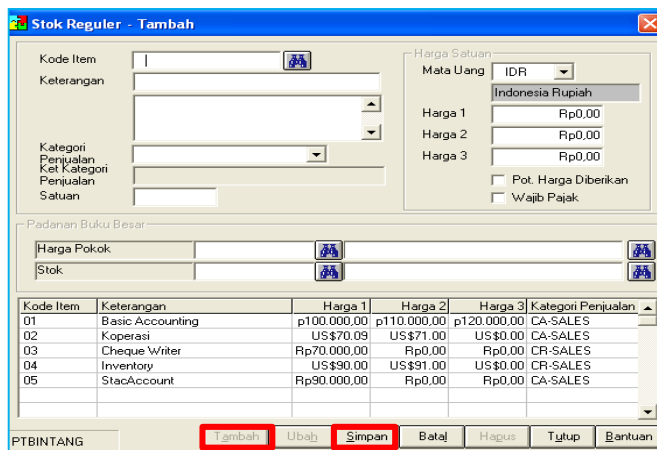 Stok Reguler - Tambah
Kode Item
Keterangan
Kategori Penjualan
Ket Kategori Penjualan
Satuan
Harga Satuan
Mata Uang IDR
Indonesia Rupiah
Harga 1 Rp0,00
Harga 2 Rp0,00
Harga 3 Rp0,00
Pot. Harga Diberikan
Wajib Pajak
Padanan Buku Besar
Harga Pokok
Stok
Kode Item Keterangan Harga 1 Harga 2 Harga 3 Kategori Penjualan
01 Basic Accounting p100.000,00 p110.000,00 p120.000,00 CA-SALES
02 Koperasi US$70.09 US$71.00 US$0.00 CA-SALES
03 Cheque Writer Rp70.000,00 Rp0,00 Rp0,00 CR-SALES
04 Inventory US$90.00 US$91.00 US$0.00 CR-SALES
05 StacAccount Rp90.000,00 Rp0,00 Rp0,00 CA-SALES
PTBINTANG Tambah Ubah Simpan Batal Hapus Tutup Bantuan